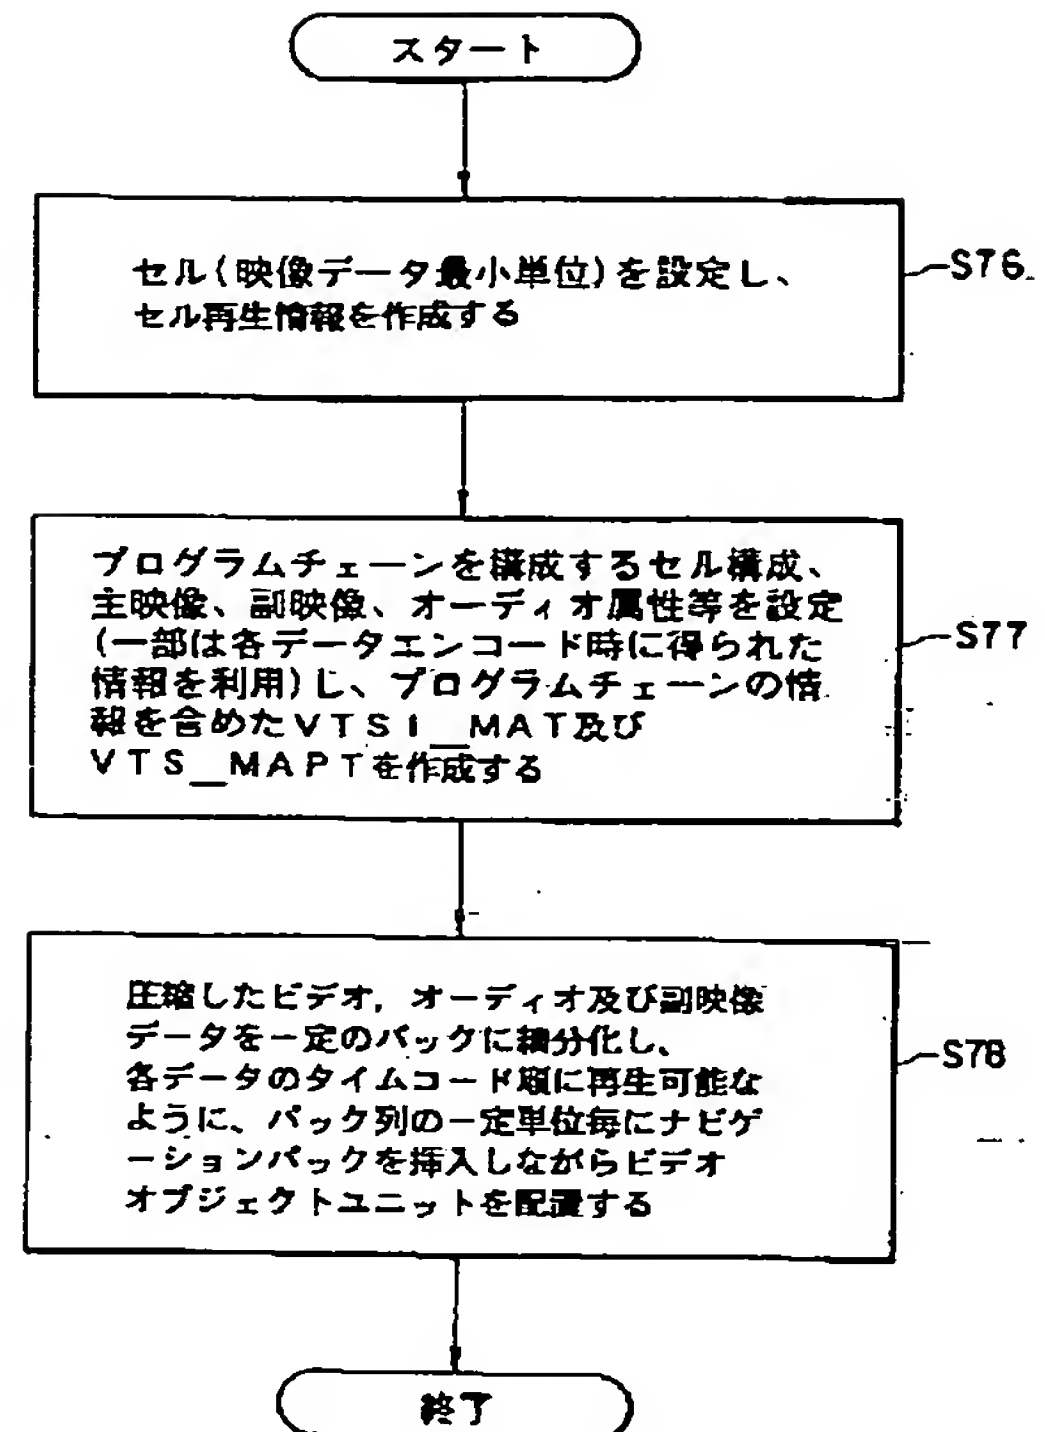 スタート
セル(映像データ最小単位)を設定し、
セル再生情報を作成する
S76
プログラムチェーンを構成するセル構成、
主映像、副映像、オーディオ属性等を設定
(一部は各データエンコード時に得られた
情報を利用)し、プログラムチェーンの情
報を含めたVTSI_MAT及び
VTS_MAPTを作成する
S77
圧縮したビデオ,オーディオ及び副映像
データを一定のパックに細分化し、
各データのタイムコード順に再生可能な
ように、パック列の一定単位毎にナビゲ
ーションパックを挿入しながらビデオ
オブジェクトユニットを配置する
S78
終了